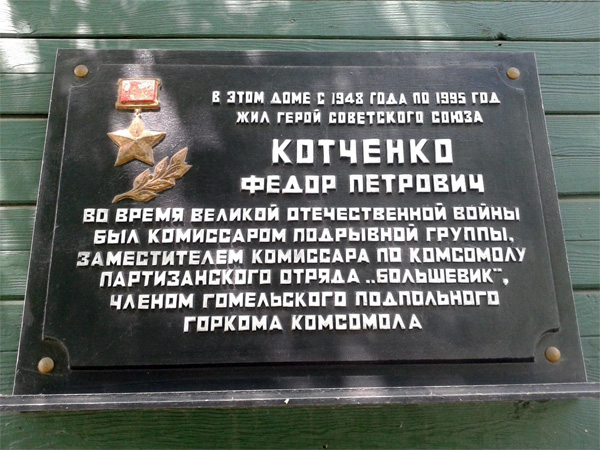 В ЭТОМ ДОМЕ С 1948 ГОДА ПО 1995 ГОД
ЖИЛ ГЕРОЙ СОВЕТСКОГО СОЮЗА
КОТЧЕНКО
ФЕДОР ПЕТРОВИЧ
ВО ВРЕМЯ ВЕЛИКОЙ ОТЕЧЕСТВЕННОЙ ВОЙНЫ
БЫЛ КОМИССАРОМ ПОДРЫВНОЙ ГРУППЫ,
ЗАМЕСТИТЕЛЕМ КОМИССАРА ПО КОМСОМОЛУ
ПАРТИЗАНСКОГО ОТРЯДА „БОЛЬШЕВИК",
ЧЛЕНОМ ГОМЕЛЬСКОГО ПОДПОЛЬНОГО
ГОРКОМА КОМСОМОЛА